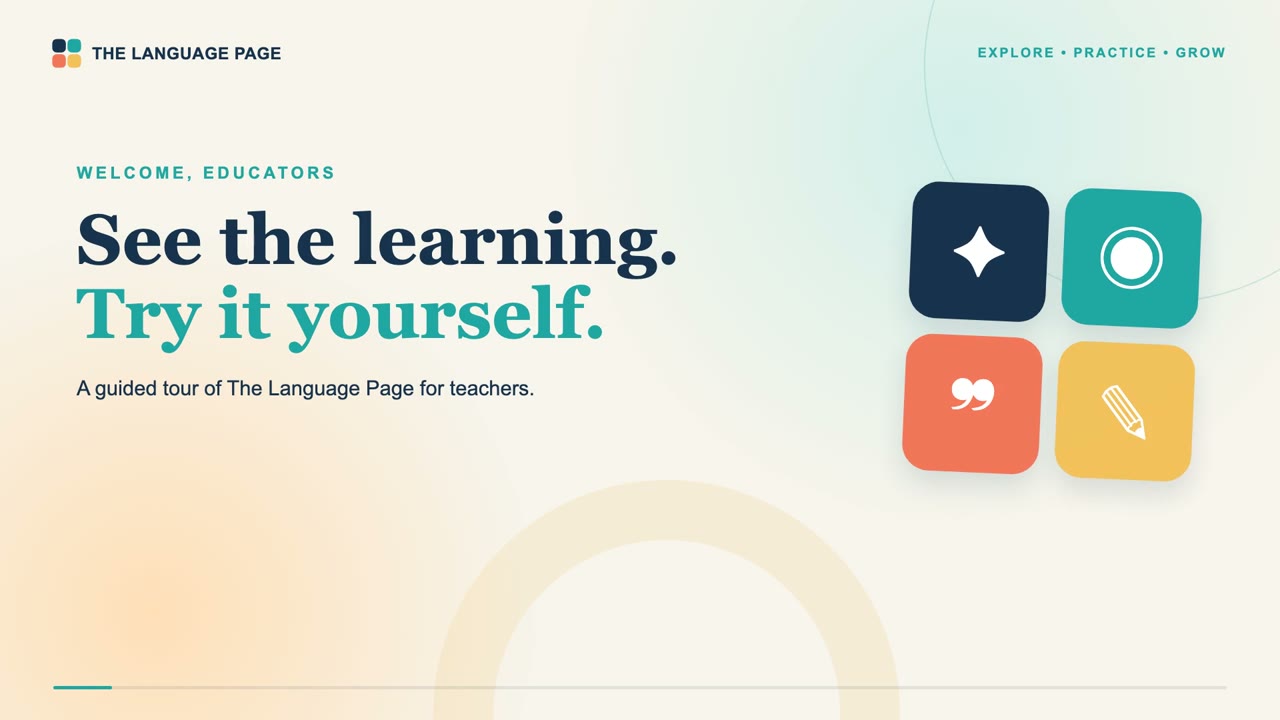 THE LANGUAGE PAGE
EXPLORE • PRACTICE • GROW
WELCOME, EDUCATORS
See the learning.
Try it yourself.
A guided tour of The Language Page for teachers.